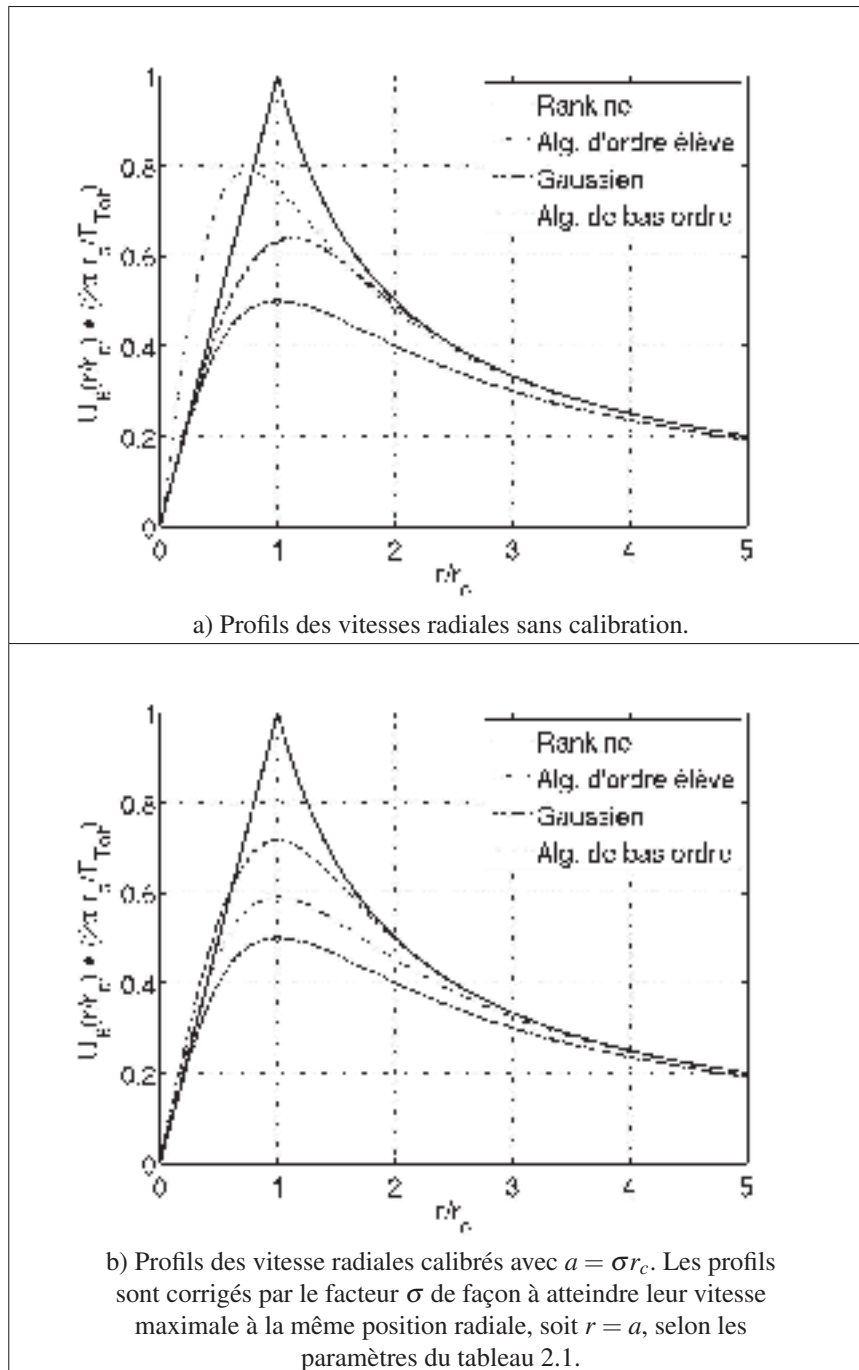 1
0.8
0.6
0.4
0.2
0
0
1
2
3
4
5
Rankine
Alg. d'ordre élève
Gaussien
Alg. de bas ordre
a) Profils des vitesses radiales sans calibration.
1
0.8
0.6
0.4
0.2
0
0
1
2
3
4
5
r/r_c
Rankine
Alg. d'ordre élève
Gaussien
Alg. de bas ordre
b) Profils des vitesse radiales calibrés avec a = σr_c. Les profils
sont corrigés par le facteur σ de façon à atteindre leur vitesse
maximale à la même position radiale, soit r = a, selon les
paramètres du tableau 2.1.